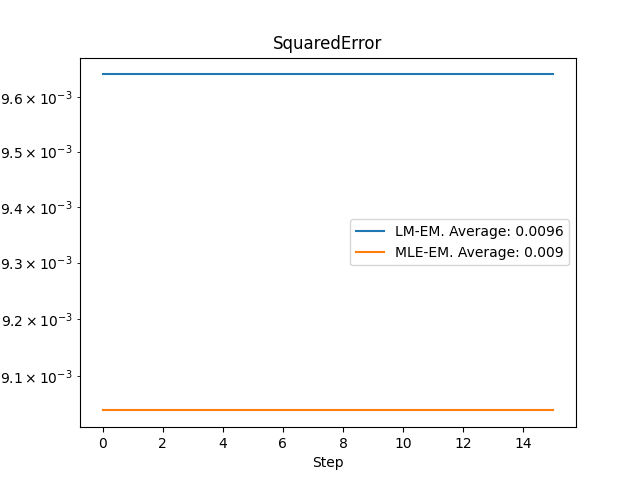 SquaredError
9.6 × 10⁻³
9.5 × 10⁻³
9.4 × 10⁻³
9.3 × 10⁻³
9.2 × 10⁻³
9.1 × 10⁻³
LM-EM. Average: 0.0096
MLE-EM. Average: 0.009
0 2 4 6 8 10 12 14
Step